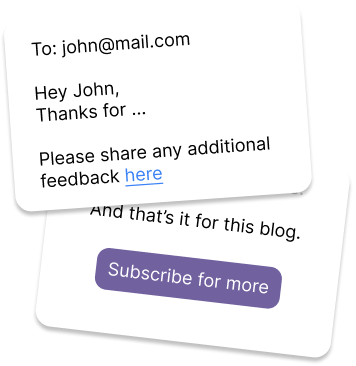 To: john@mail.com
Hey John,
Thanks for ...
Please share any additional
feedback here
And that's it for this blog.
Subscribe for more